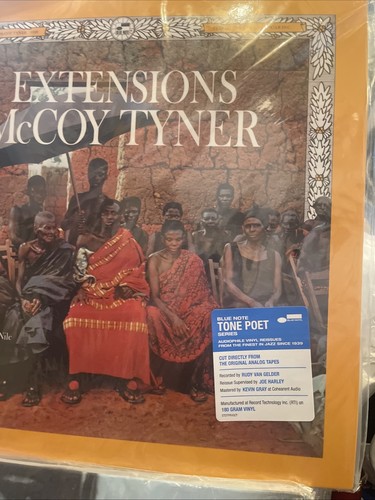 EXTENSIONS
McCOY TYNER
Nile
BLUE NOTE
TONE POET
SERIES
AUDIOPHILE VINYL REISSUES
FROM THE FINEST IN JAZZ SINCE 1939
CUT DIRECTLY FROM
THE ORIGINAL ANALOG TAPES
Recorded by RUDY VAN GELDER
Reissue Supervised by JOE HARLEY
Mastered by KEVIN GRAY at Cohearent Audio
Manufactured at Record Technology Inc. (RTI) on
180 GRAM VINYL